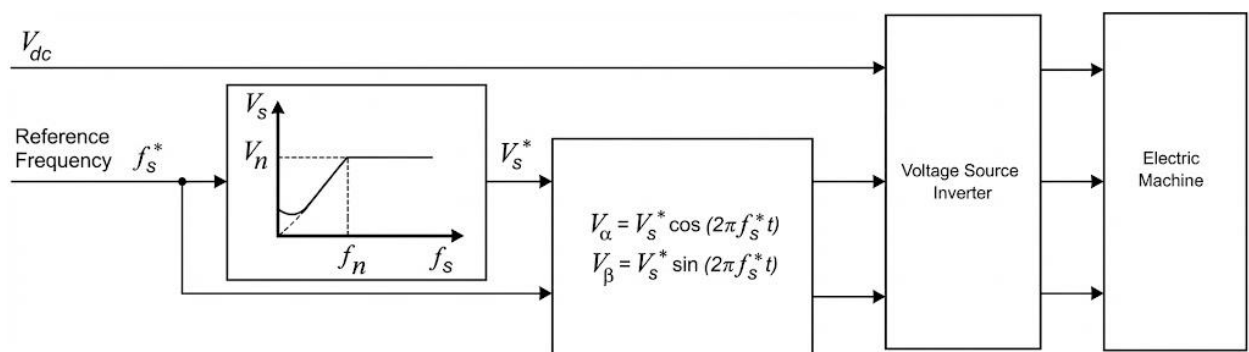 V_dc
Reference
Frequency f_s^*
V_s
V_n
f_n
f_s
V_s^*
V_α = V_s^* cos (2πf_s^*t)
V_β = V_s^* sin (2πf_s^*t)
Voltage Source
Inverter
Electric
Machine